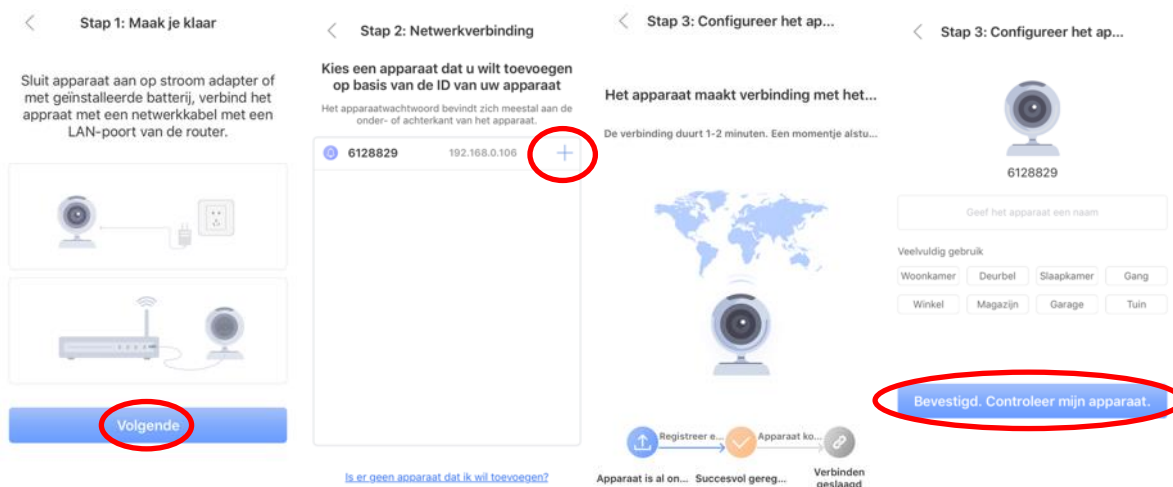 Stap 1: Maak je klaar
Sluit apparaat aan op stroom adapter of
met geïnstalleerde batterij, verbind het
appraat met een netwerkkabel met een
LAN-poort van de router.
Volgende
Stap 2: Netwerkverbinding
Kies een apparaat dat u wilt toevoegen
op basis van de ID van uw apparaat
Het apparaatwachtwoord bevindt zich meestal aan de
onder- of achterkant van het apparaat.
6128829 192.168.0.106
Is er geen apparaat dat ik wil toevoegen?
Stap 3: Configureer het ap...
Het apparaat maakt verbinding met het...
De verbinding duurt 1-2 minuten. Een momentje alstu...
Registreer e... Apparaat ko...
Apparaat is al on... Succesvol gereg... Verbinden
geslaagd
Stap 3: Configureer het ap...
6128829
Geef het apparaat een naam
Veelvuldig gebruik
Woonkamer Deurbel Slaapkamer Gang
Winkel Magazijn Garage Tuin
Bevestigd. Controleer mijn apparaat.